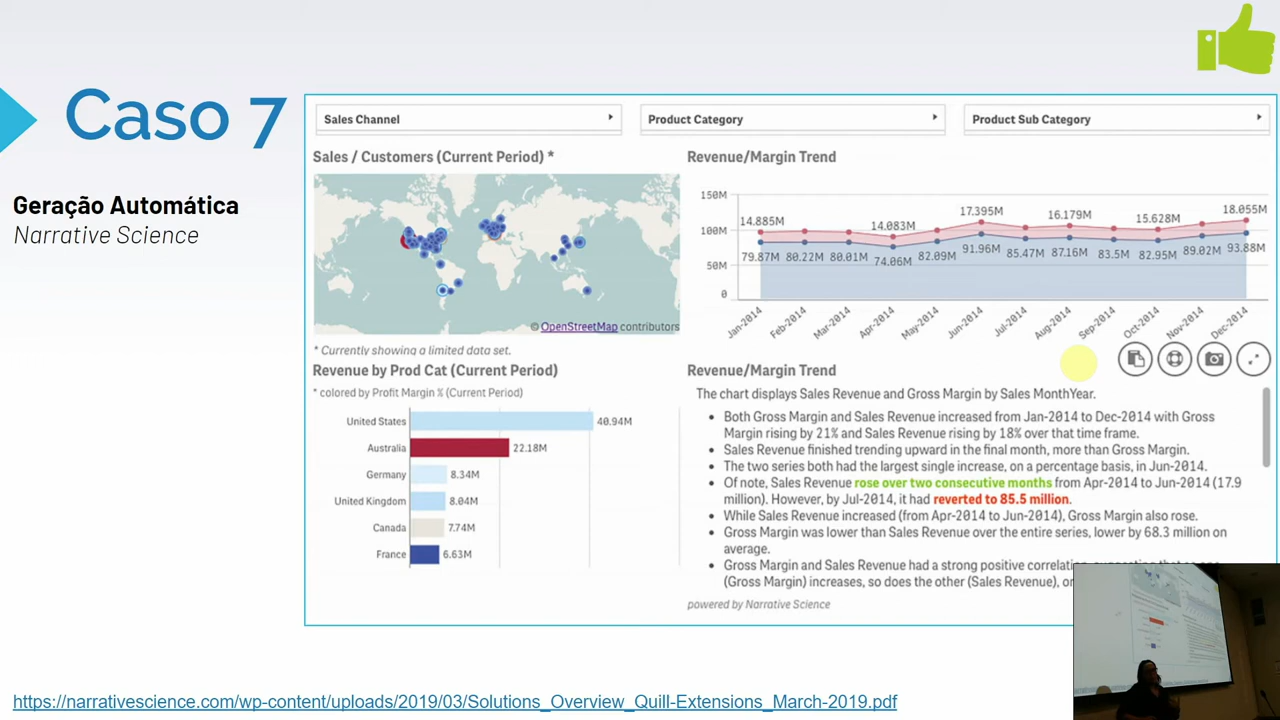 Caso 7
Geração Automática
Narrative Science
Sales Channel
Product Category
Product Sub Category
Sales / Customers (Current Period) *
© OpenStreetMap contributors
* Currently showing a limited data set.
Revenue/Margin Trend
150M
100M
50M
0
14.885M
14.083M
17.395M
16.179M
15.628M
18.055M
79.87M
80.22M
80.01M
74.06M
82.09M
91.96M
85.47M
87.16M
83.5M
82.95M
89.02M
93.88M
Jan-2014
Feb-2014
Mar-2014
Apr-2014
May-2014
Jun-2014
Jul-2014
Aug-2014
Sep-2014
Oct-2014
Nov-2014
Dec-2014
Revenue by Prod Cat (Current Period)
* colored by Profit Margin % (Current Period)
United States 40.94M
Australia 22.18M
Germany 8.34M
United Kingdom 8.04M
Canada 7.74M
France 6.63M
Revenue/Margin Trend
The chart displays Sales Revenue and Gross Margin by Sales MonthYear.
• Both Gross Margin and Sales Revenue increased from Jan-2014 to Dec-2014 with Gross
Margin rising by 21% and Sales Revenue rising by 18% over that time frame.
• Sales Revenue finished trending upward in the final month, more than Gross Margin.
• The two series both had the largest single increase, on a percentage basis, in Jun-2014.
• Of note, Sales Revenue rose over two consecutive months from Apr-2014 to Jun-2014 (17.9
million). However, by Jul-2014, it had reverted to 85.5 million.
• While Sales Revenue increased (from Apr-2014 to Jun-2014), Gross Margin also rose.
• Gross Margin was lower than Sales Revenue over the entire series, lower by 68.3 million on
average.
• Gross Margin and Sales Revenue had a strong positive
(Gross Margin) increases, so does the other (Sales Revenue),
powered by Narrative Science
https://narrativescience.com/wp-content/uploads/2019/03/Solutions_Overview_Quill-Extensions_March-2019.pdf